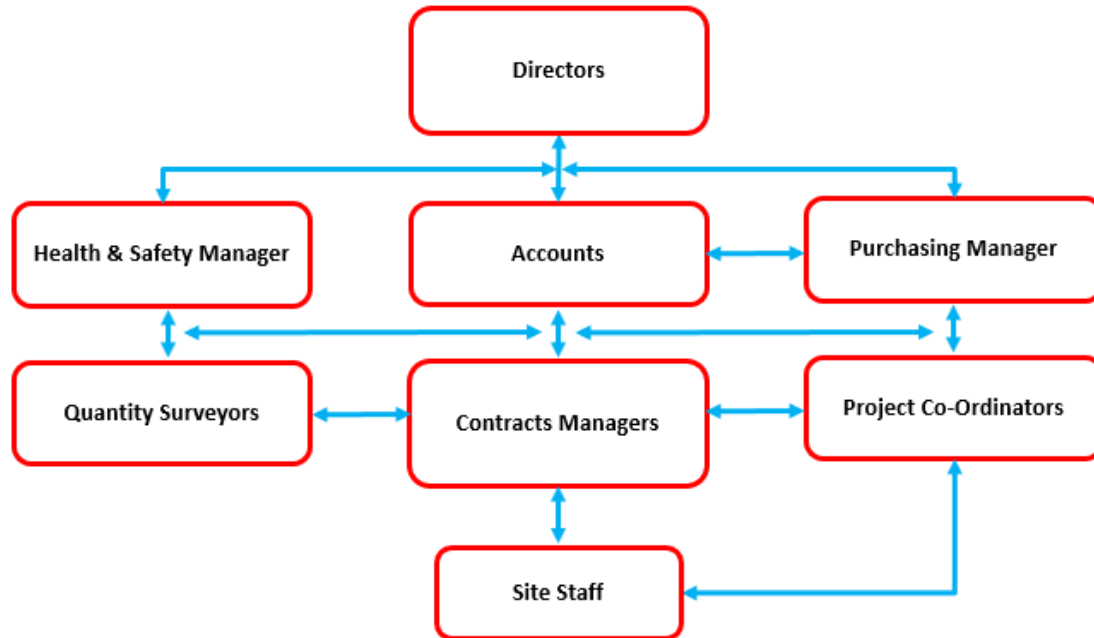 Directors
Health & Safety Manager
Accounts
Purchasing Manager
Quantity Surveyors
Contracts Managers
Project Co-Ordinators
Site Staff